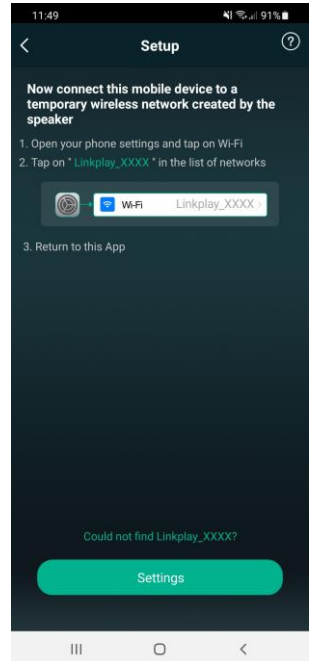 11:49
91%
Setup
?
Now connect this mobile device to a
temporary wireless network created by the
speaker
1. Open your phone settings and tap on Wi-Fi
2. Tap on " Linkplay_XXXX " in the list of networks
Wi-Fi Linkplay_XXXX
3. Return to this App
Could not find Linkplay_XXXX?
Settings